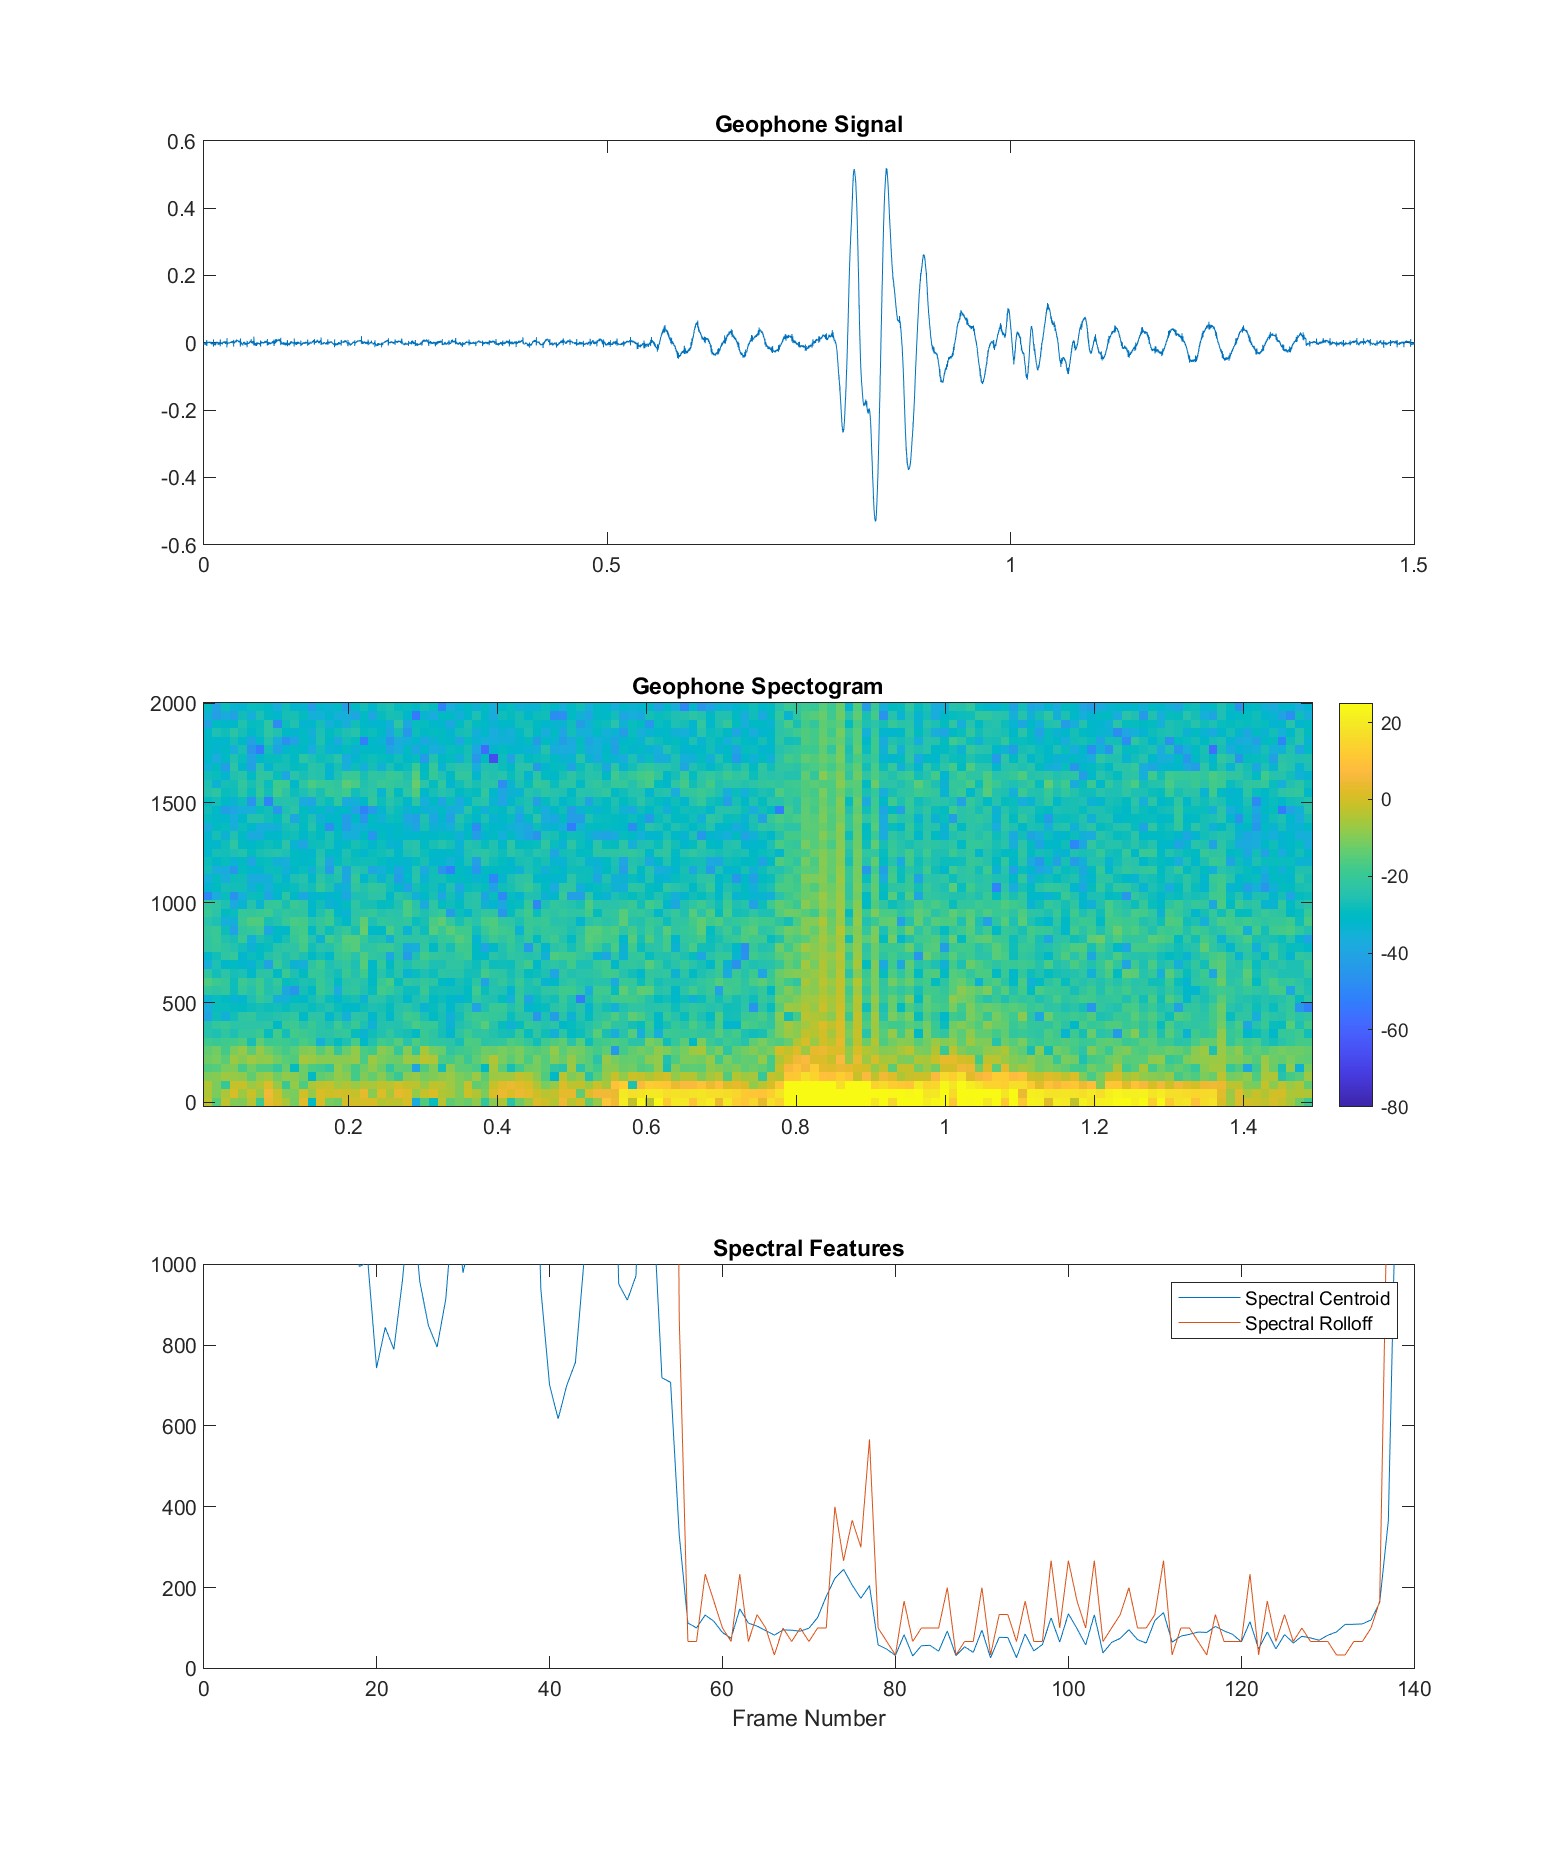 Geophone Signal
0.6
0.4
0.2
0
-0.2
-0.4
-0.6
0 0.5 1 1.5
Geophone Spectogram
2000
1500
1000
500
0
0.2 0.4 0.6 0.8 1 1.2 1.4
20
0
-20
-40
-60
-80
Spectral Features
1000
800
600
400
200
0
Spectral Centroid
Spectral Rolloff
0 20 40 60 80 100 120 140
Frame Number